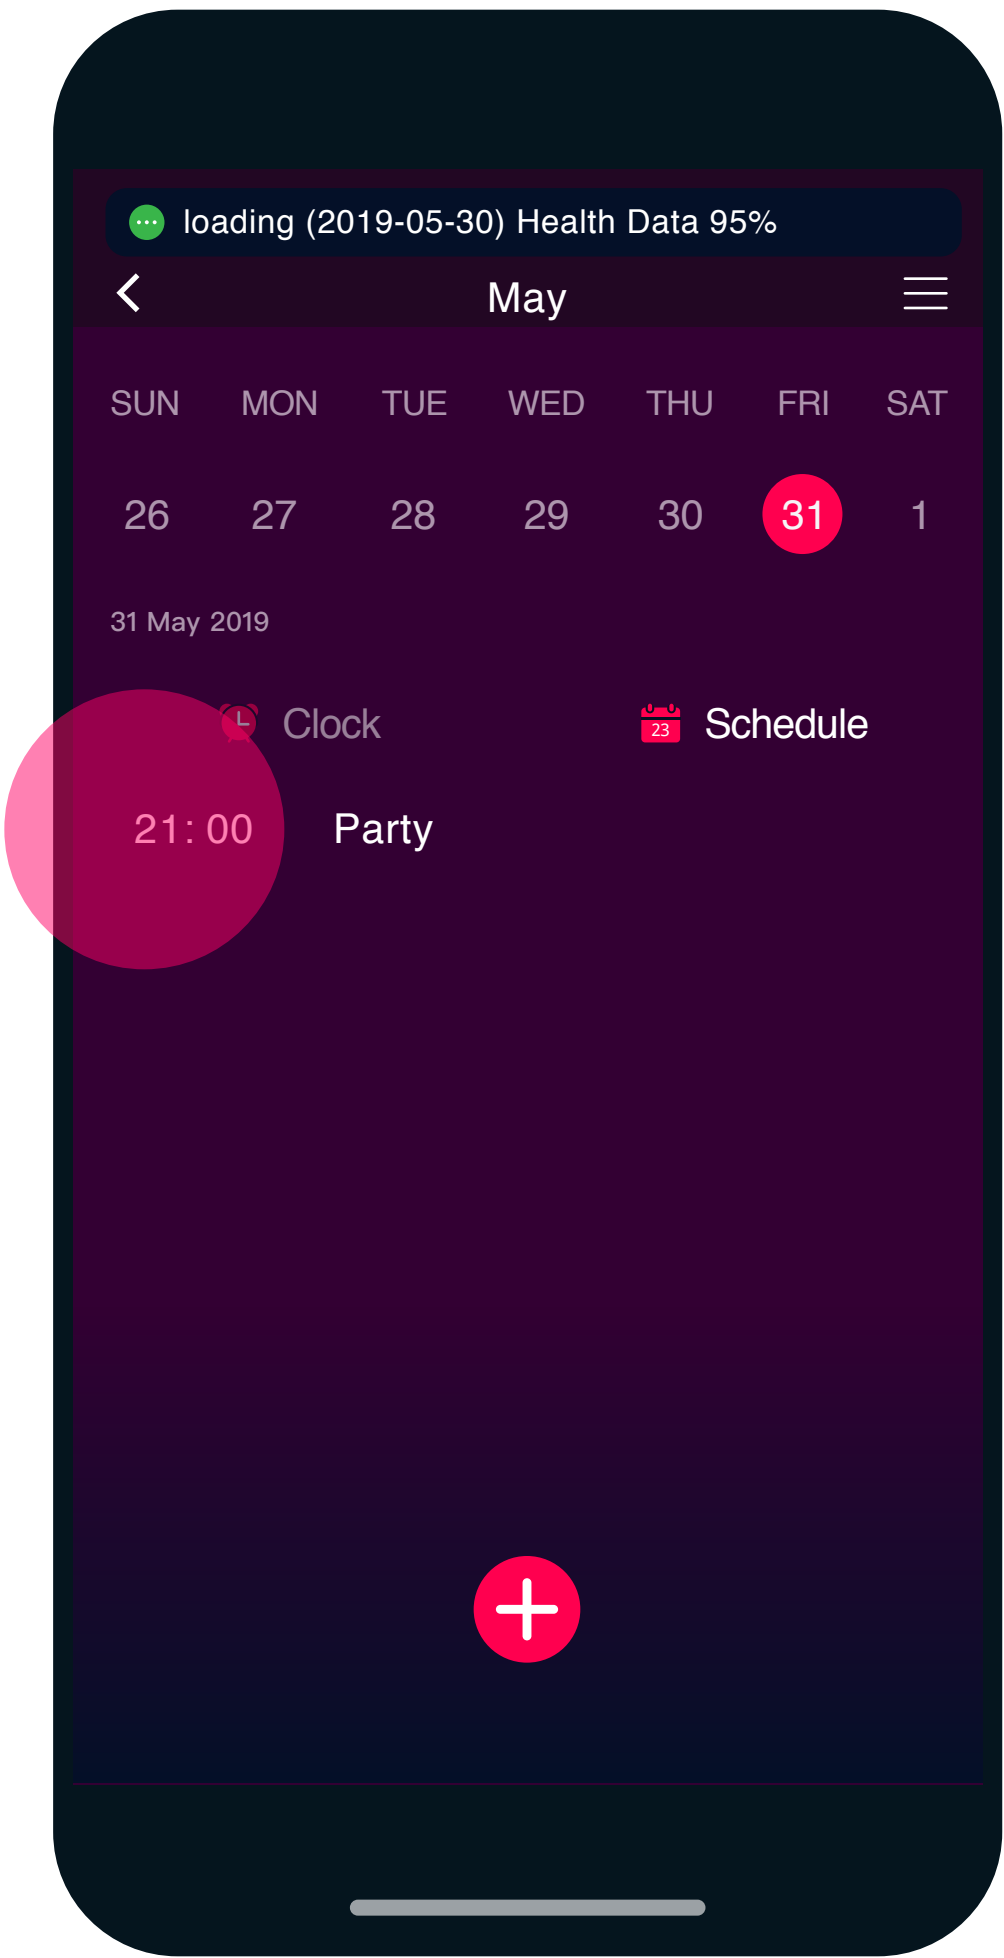 loading (2019-05-30) Health Data 95%
May
SUN MON TUE WED THU FRI SAT
26 27 28 29 30 31 1
31 May 2019
Clock 23 Schedule
21: 00 Party